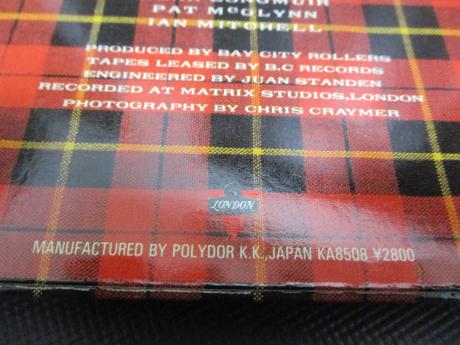 PAT McGLYNN
IAN MITCHELL
PRODUCED BY BAY CITY ROLLERS
TAPES LEASED BY B.C RECORDS
ENGINEERED BY JUAN STANDEN
RECORDED AT MATRIX STUDIOS,LONDON
PHOTOGRAPHY BY CHRIS CRAYMER
LONDON
MANUFACTURED BY POLYDOR K.K.,JAPAN KA8508 ¥2800